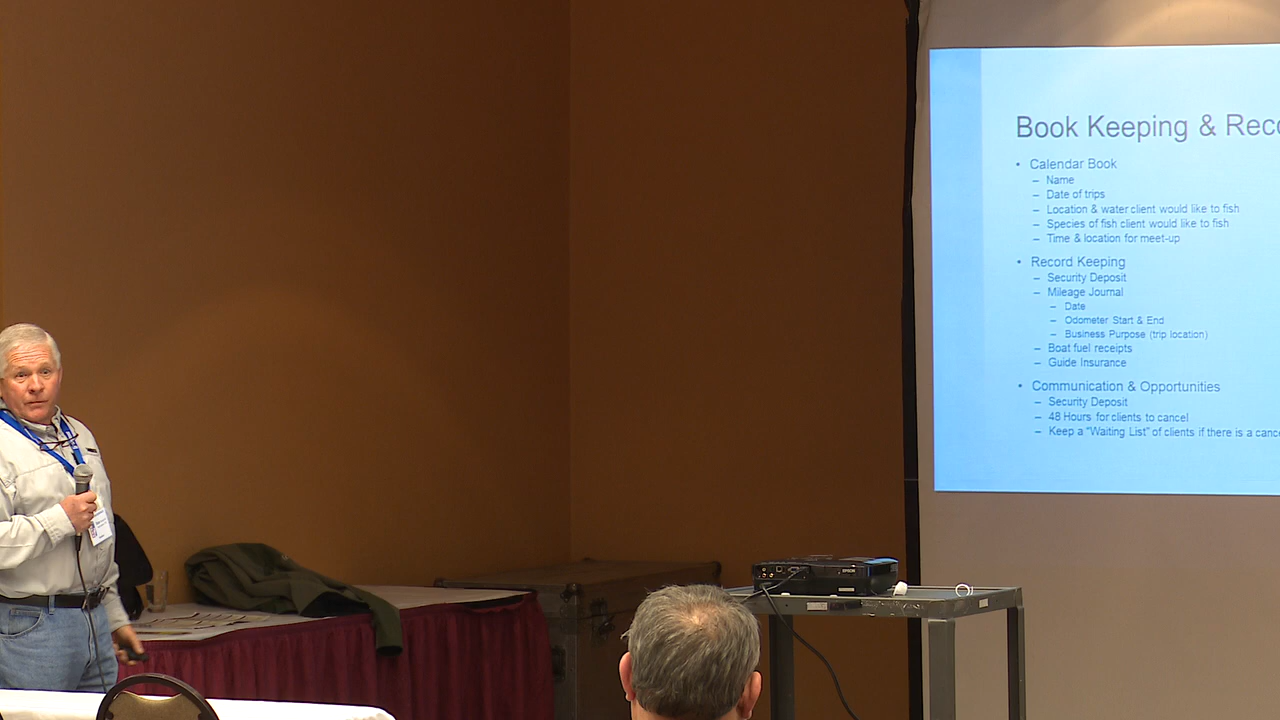 Book Keeping & Reco
• Calendar Book
– Name
– Date of trips
– Location & water client would like to fish
– Species of fish client would like to fish
– Time & location for meet-up
• Record Keeping
– Security Deposit
– Mileage Journal
– Date
– Odometer Start & End
– Business Purpose (trip location)
– Boat fuel receipts
– Guide Insurance
• Communication & Opportunities
– Security Deposit
– 48 Hours for clients to cancel
– Keep a "Waiting List" of clients if there is a cance
EPSON